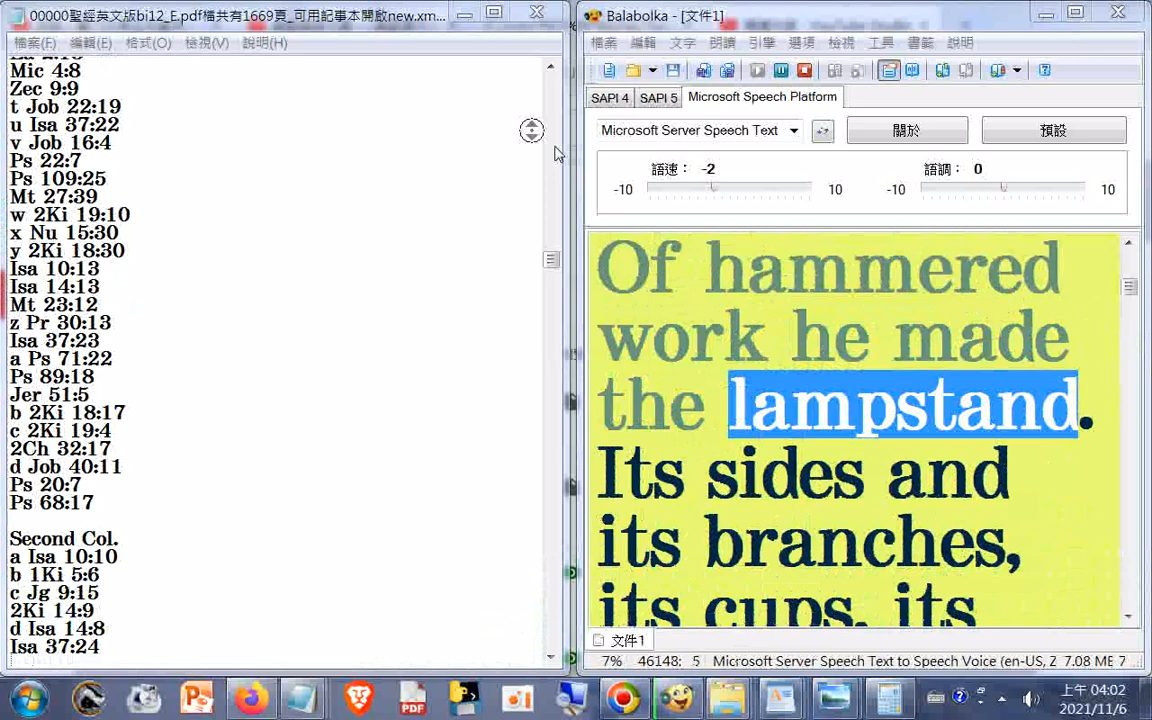 00000聖經英文版bi12_E.pdf檔共有1669頁_可用記事本開啟new.xm...
檔案(F) 編輯(E) 格式(O) 檢視(V) 說明(H)
Mic 4:8
Zec 9:9
t Job 22:19
u Isa 37:22
v Job 16:4
Ps 22:7
Ps 109:25
Mt 27:39
w 2Ki 19:10
x Nu 15:30
y 2Ki 18:30
Isa 10:13
Isa 14:13
Mt 23:12
z Pr 30:13
Isa 37:23
a Ps 71:22
Ps 89:18
Jer 51:5
b 2Ki 18:17
c 2Ki 19:4
2Ch 32:17
d Job 40:11
Ps 20:7
Ps 68:17
Second Col.
a Isa 10:10
b 1Ki 5:6
c Jg 9:15
2Ki 14:9
d Isa 14:8
Isa 37:24
Balabolka - [文件1]
檔案 編輯 文字 朗讀 引擎 選項 檢視 工具 書籤 說明
SAPI 4 SAPI 5 Microsoft Speech Platform
Microsoft Server Speech Text 關於 預設
語速： -2 語調： 0
-10 10 -10 10
Of hammered
work he made
the lampstand.
Its sides and
its branches,
its cups, its
文件1
7% 46148: 5 Microsoft Server Speech Text to Speech Voice (en-US, Z 7.08 ME 7
PDF
上午 04:02
2021/11/6